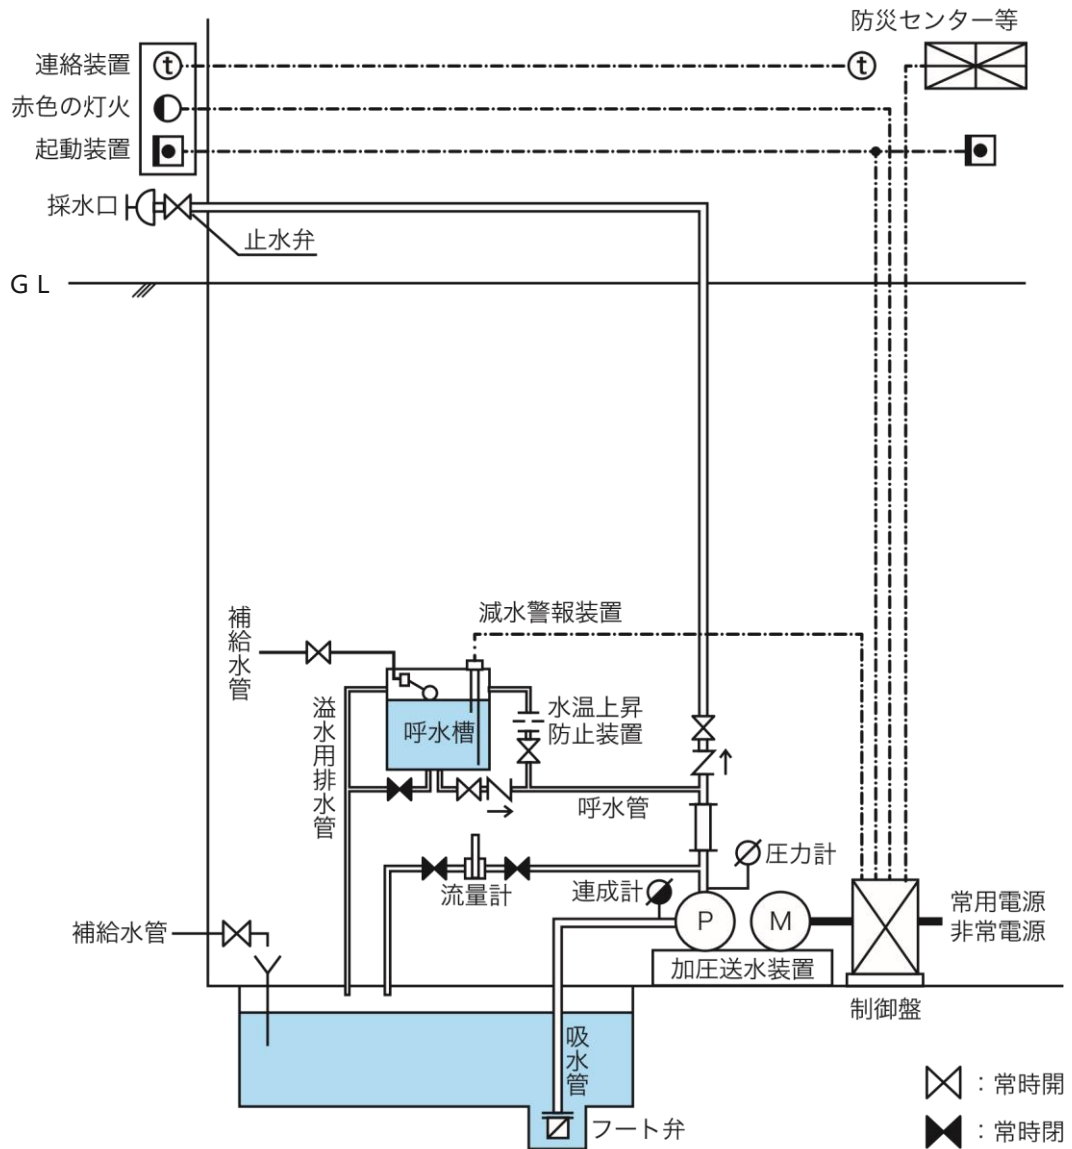 防災センター等
連絡装置
t
t
赤色の灯火
起動装置
採水口
止水弁
GL
減水警報装置
補給水管
溢水用排水管
呼水槽
水温上昇
防止装置
呼水管
圧力計
流量計
連成計
P
M
常用電源
非常電源
補給水管
加圧送水装置
制御盤
吸水管
フート弁
：常時開
：常時閉